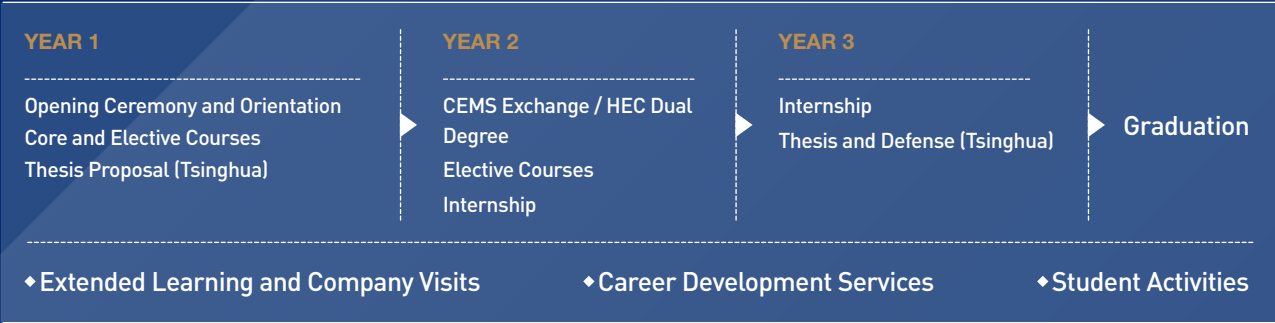 YEAR 1
Opening Ceremony and Orientation
Core and Elective Courses
Thesis Proposal (Tsinghua)
YEAR 2
CEMS Exchange / HEC Dual
Degree
Elective Courses
Internship
YEAR 3
Internship
Thesis and Defense (Tsinghua)
Graduation
◆Extended Learning and Company Visits
◆Career Development Services
◆Student Activities